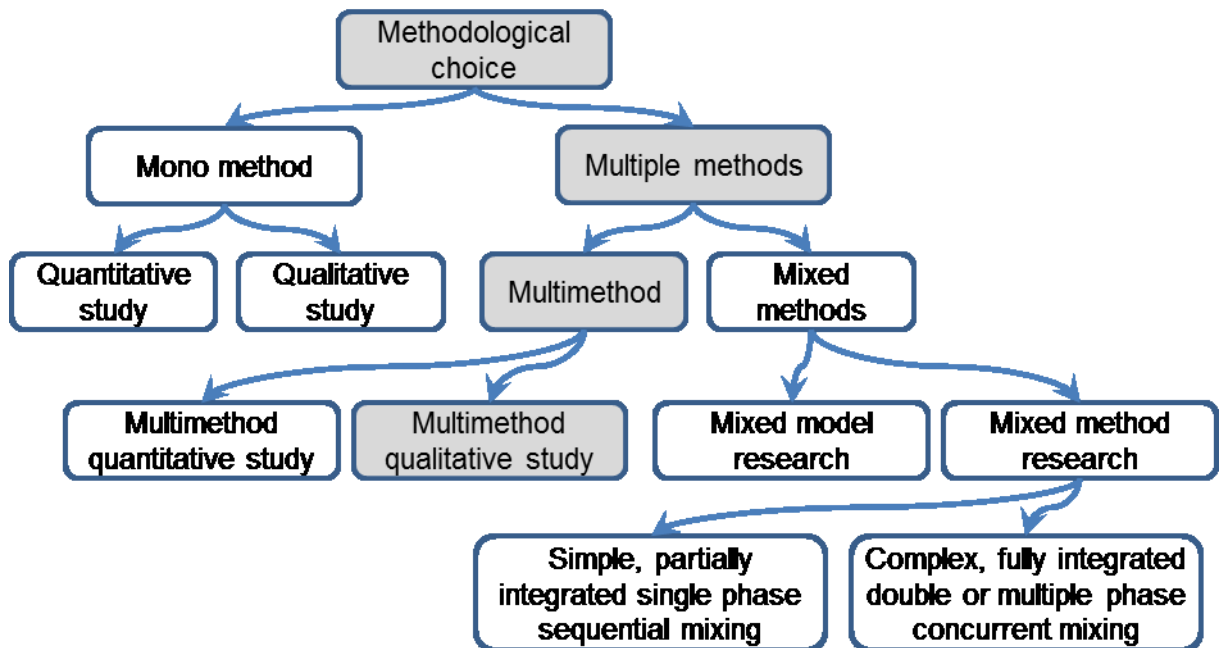 Methodological
choice
Mono method
Multiple methods
Quantitative
study
Qualitative
study
Multimethod
Mixed
methods
Multimethod
quantitative study
Multimethod
qualitative study
Mixed model
research
Mixed method
research
Simple, partially
integrated single phase
sequential mixing
Complex, fully integrated
double or multiple phase
concurrent mixing